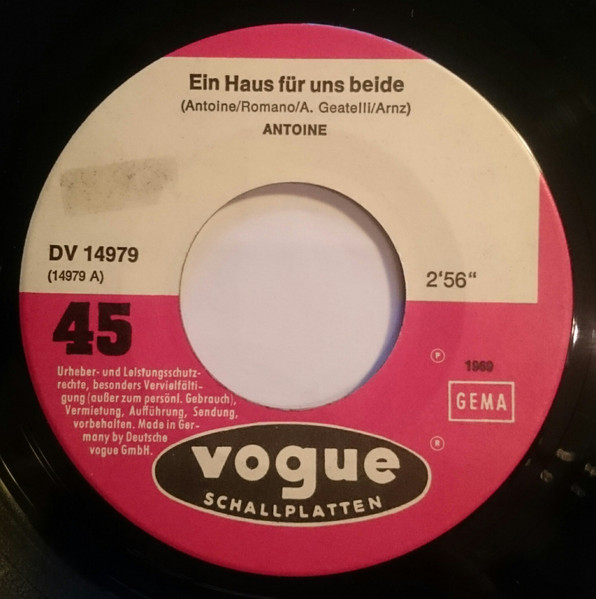 Ein Haus für uns beide
(Antoine/Romano/A. Geatelli/Arnz)
ANTOINE
DV 14979
(14979 A)
2'56"
45
Urheber- und Leistungsschutz-
rechte, besonders Vervielfälti-
gung (außer zum persönl. Gebrauch),
Vermietung, Aufführung, Sendung,
vorbehalten. Made in Ger-
many by Deutsche
vogue GmbH.
P
1969
GEMA
R
vogue
SCHALLPLATTEN